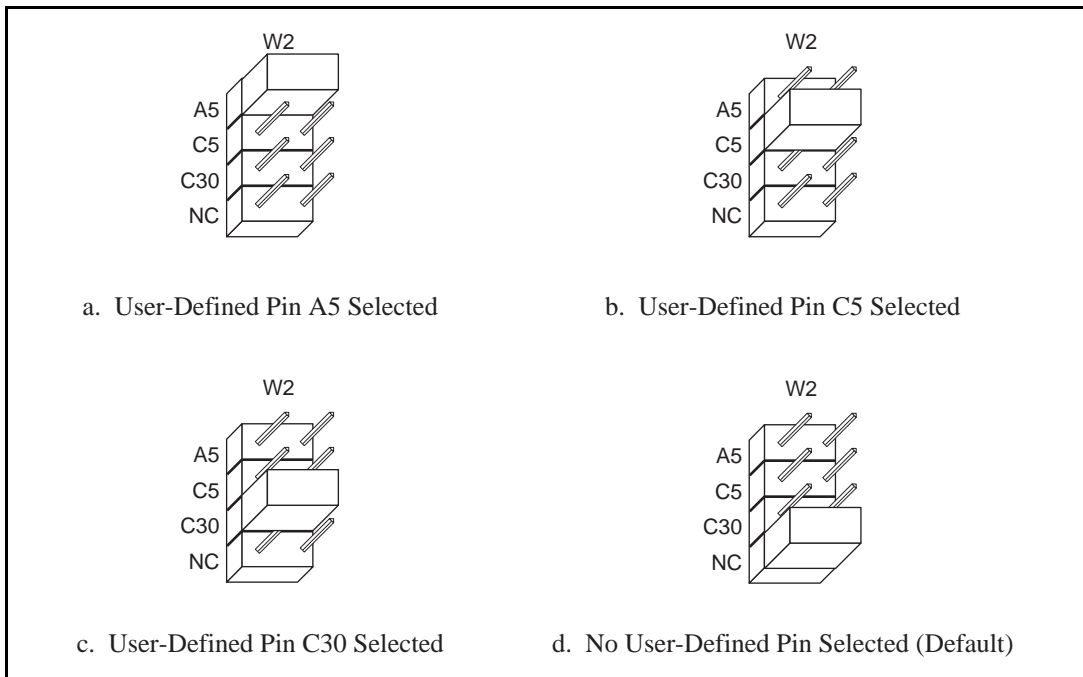 W2
A5
C5
C30
NC
a. User-Defined Pin A5 Selected
W2
A5
C5
C30
NC
b. User-Defined Pin C5 Selected
W2
A5
C5
C30
NC
c. User-Defined Pin C30 Selected
W2
A5
C5
C30
NC
d. No User-Defined Pin Selected (Default)